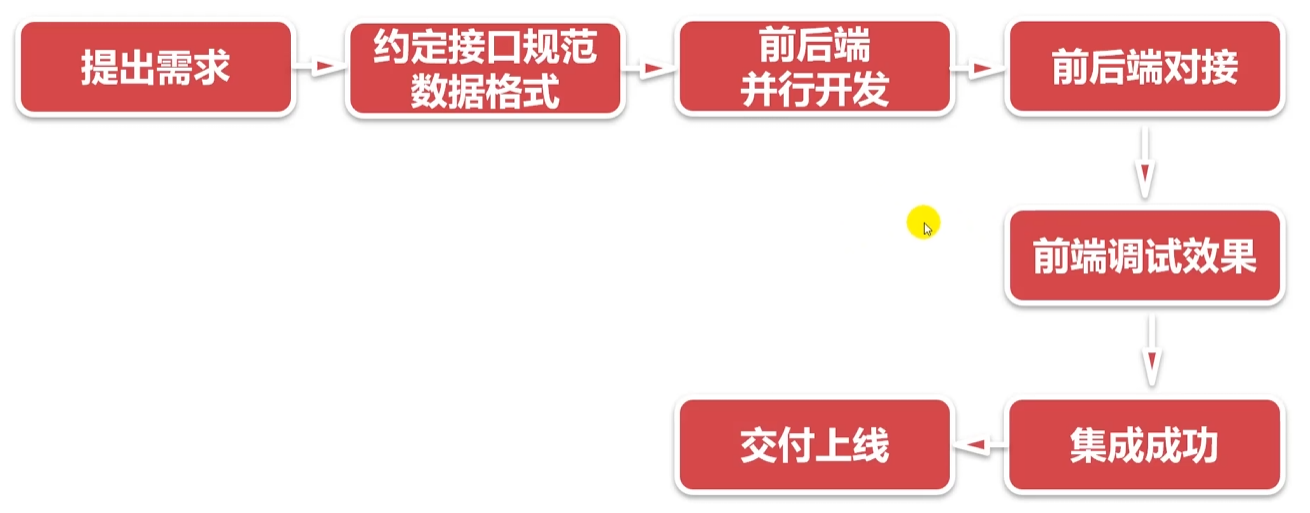 提出需求
约定接口规范
数据格式
前后端
并行开发
前后端对接
前端调试效果
集成成功
交付上线